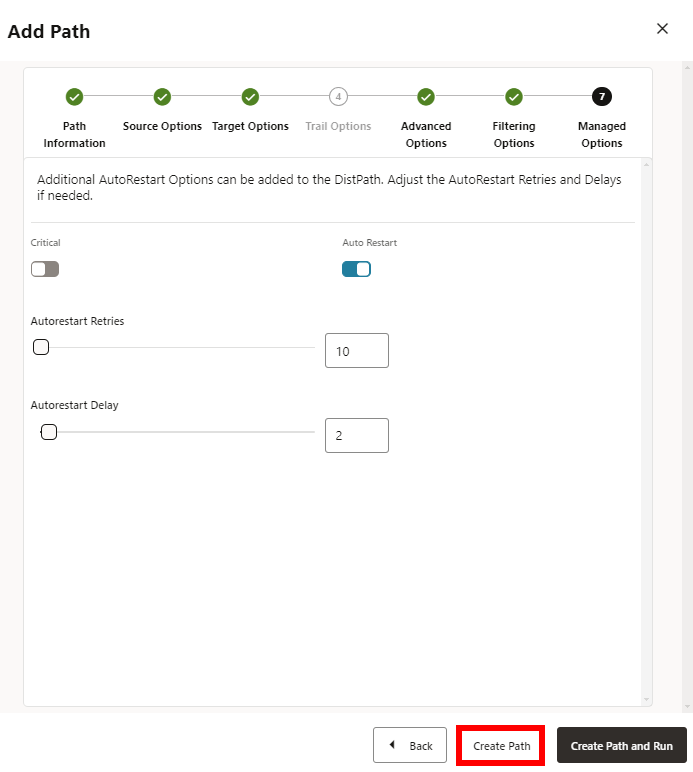 Add Path
4
7
Path Information
Source Options
Target Options
Trail Options
Advanced Options
Filtering Options
Managed Options
Additional AutoRestart Options can be added to the DistPath. Adjust the AutoRestart Retries and Delays
if needed.
Critical
Auto Restart
Autorestart Retries
10
Autorestart Delay
2
Back
Create Path
Create Path and Run